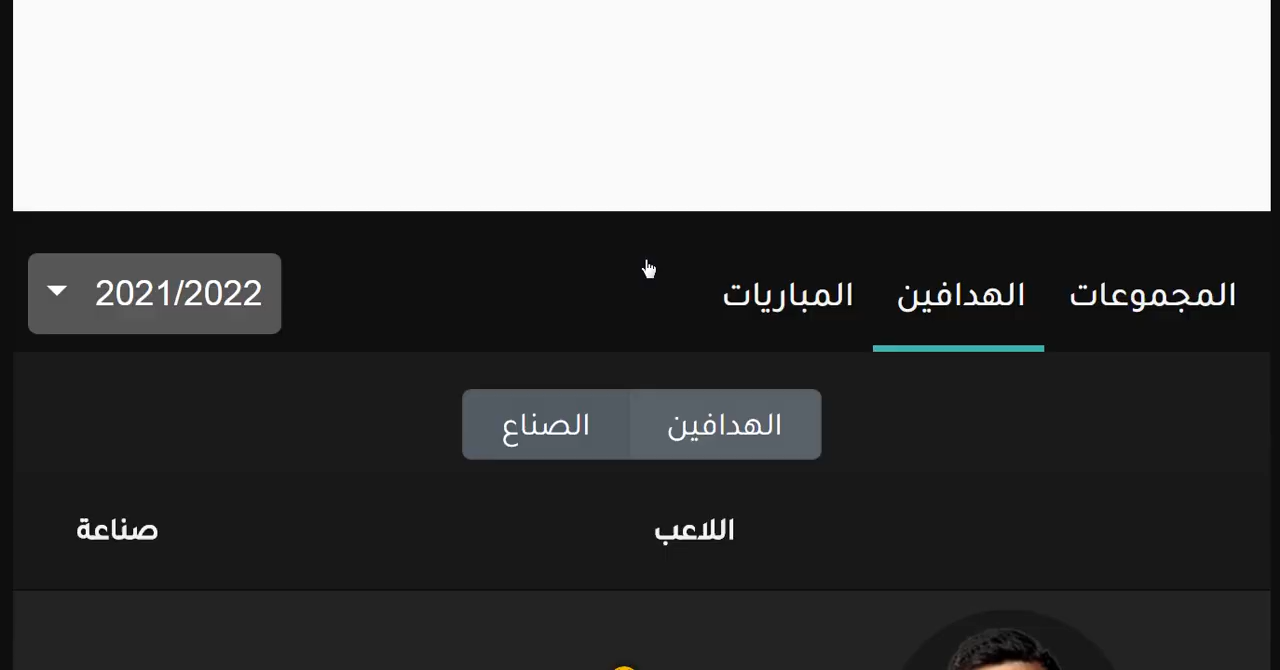 المجموعات الهدافين المباريات 2021/2022
الهدافين الصناع
اللاعب صناعة